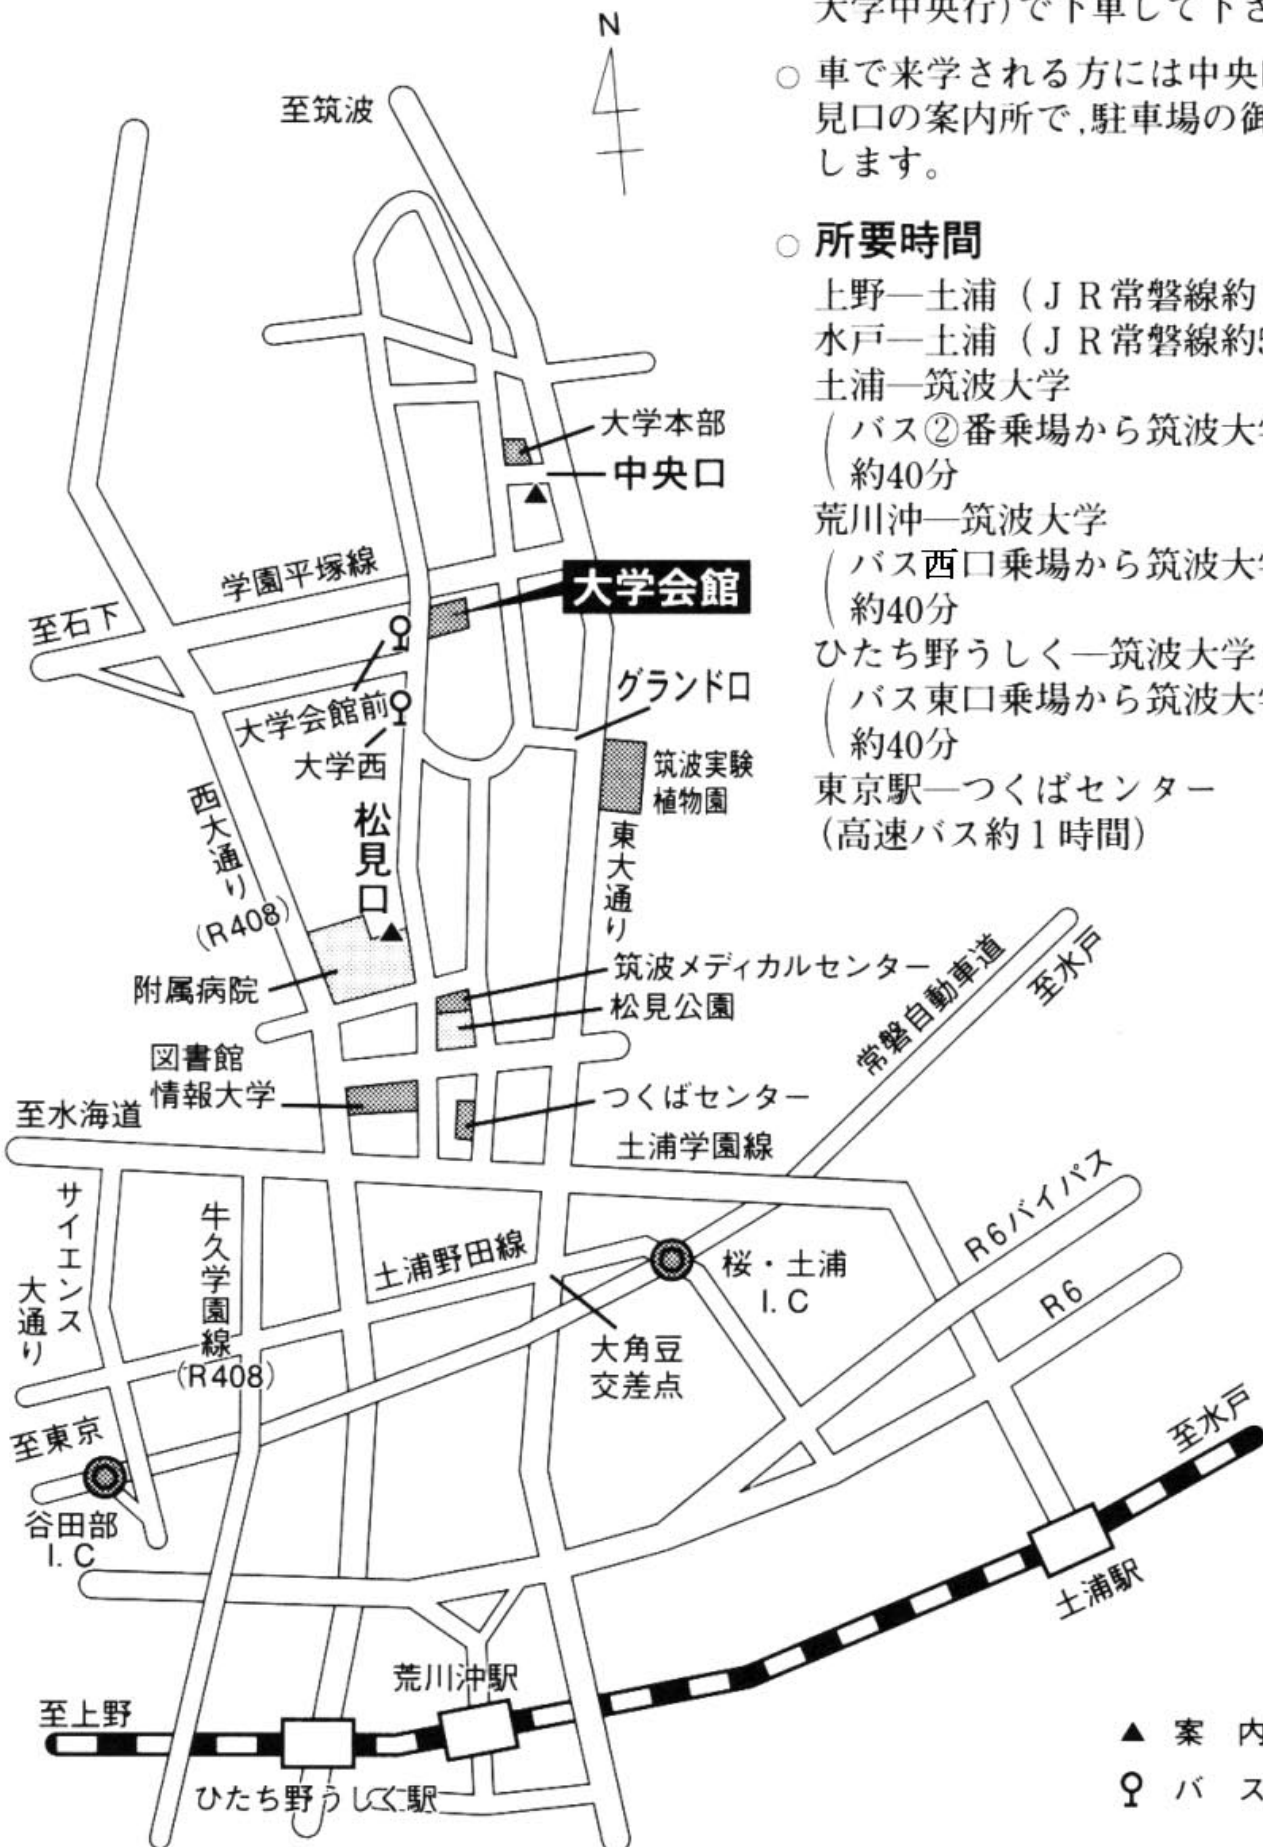 大学中央行)で下車して下さ
○ 車で来学される方には中央
見口の案内所で,駐車場の御
します。
○ 所要時間
上野―土浦(JR常磐線約
水戸―土浦(JR常磐線約
土浦―筑波大学
バス②番乗場から筑波大
約40分
荒川沖―筑波大学
バス西口乗場から筑波大
約40分
ひたち野うしく―筑波大学
バス東口乗場から筑波大
約40分
東京駅―つくばセンター
(高速バス約1時間)
N
至筑波
大学本部
中央口
学園平塚線
大学会館
至石下
大学会館前
グランド口
大学西
筑波実験
植物園
西大通り
(R408)
松見口
東大通り
附属病院
筑波メディカルセンター
松見公園
常磐自動車道
至水戸
図書館
情報大学
至水海道
つくばセンター
土浦学園線
サイエンス
大通り
牛久学園線
(R408)
土浦野田線
桜・土浦
I.C
R6バイパス
R6
大角豆
交差点
至東京
谷田部
I.C
至水戸
土浦駅
荒川沖駅
至上野
ひたち野うしく駅
▲ 案 内
バ ス